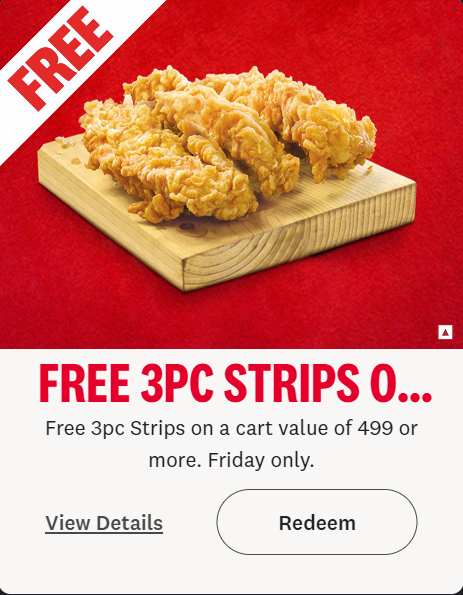 FREE
FREE 3PC STRIPS O...
Free 3pc Strips on a cart value of 499 or
more. Friday only.
View Details
Redeem